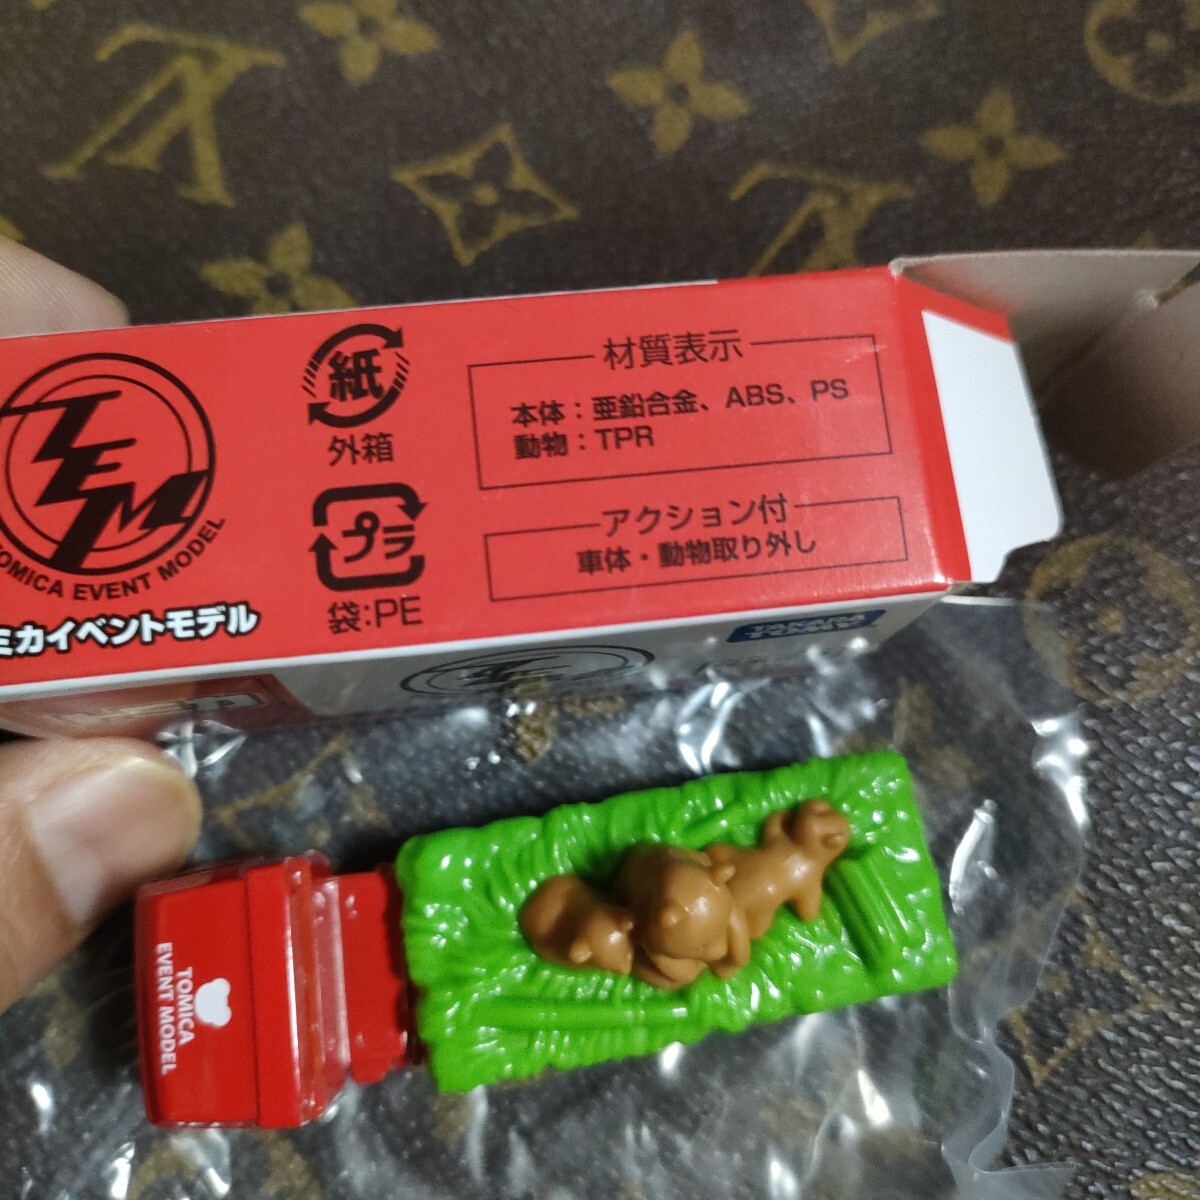 TEM
TOMICA EVENT MODEL
ミカイベントモデル
紙
外箱
プラ
袋:PE
材質表示
本体：亜鉛合金、ABS、PS
動物：TPR
アクション付
車体・動物取り外し
TOMICA
EVENT MODEL